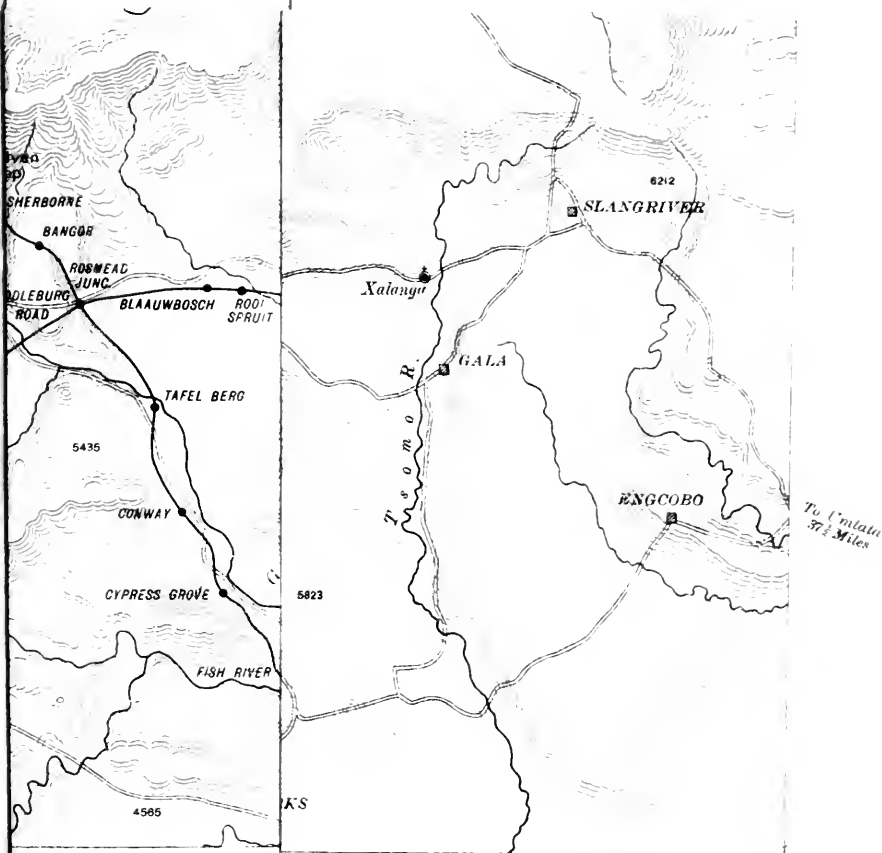 SHERBORNE
BANGOR
ROSMEAD
JUNC.
ROAD
BLAAUWBOSCH
ROOI
SPRUIT
TAFEL BERG
5435
CONWAY
CYPRESS GROVE
G
FISH RIVER
4565
6212
SLANGRIVER
Xalanga
GALA
Tsomo R.
ENGCOBO
To Umtata
37½ Miles
5823
KS